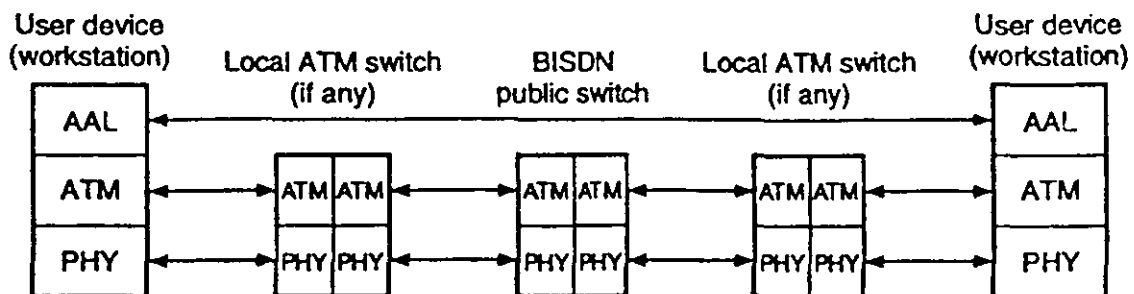 User device
(workstation)
Local ATM switch
(if any)
BISDN
public switch
Local ATM switch
(if any)
User device
(workstation)
AAL
AAL
ATM
ATM ATM
ATM ATM
ATM ATM
ATM
PHY
PHY PHY
PHY PHY
PHY PHY
PHY